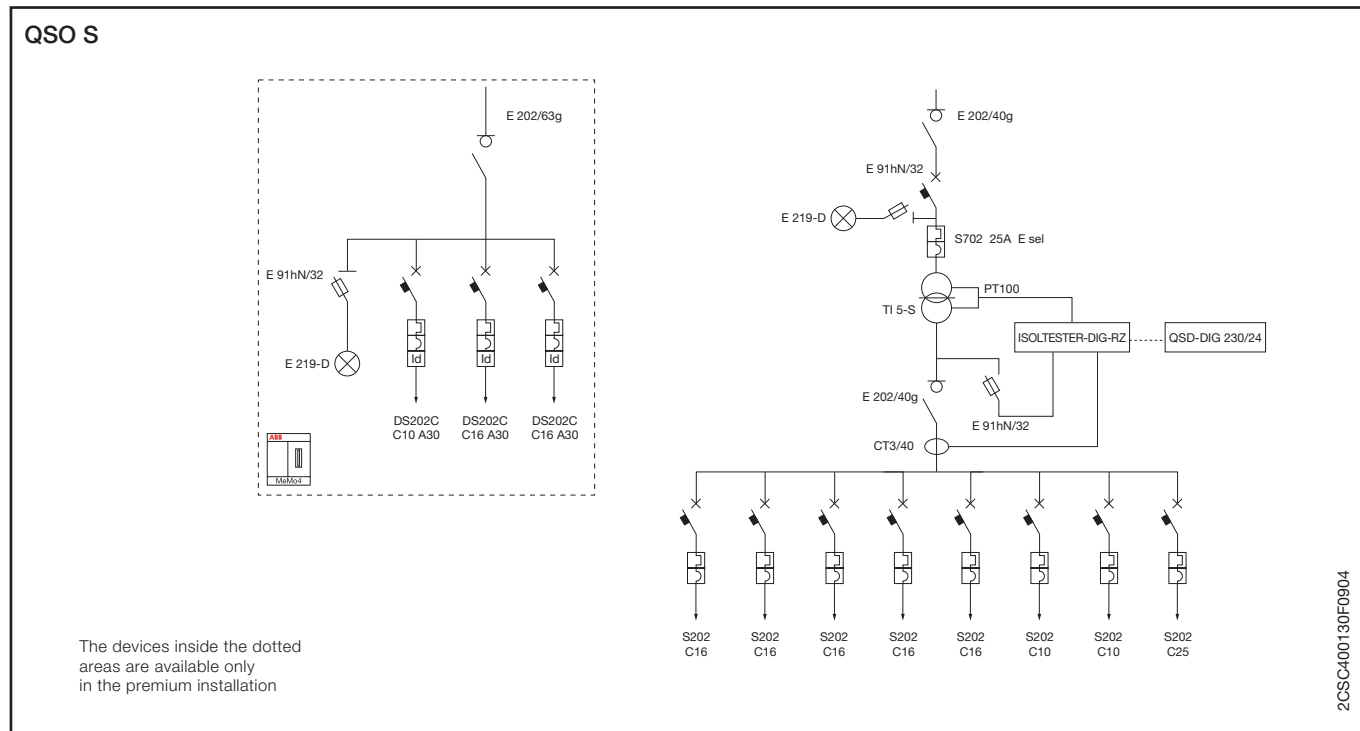 QSO S
E 202/63g
E 91hN/32
E 219-D
Id
Id
Id
DS202C
C10 A30
DS202C
C16 A30
DS202C
C16 A30
ABB
MeMo4
E 202/40g
E 91hN/32
E 219-D
S702 25A E sel
PT100
TI 5-S
ISOLTESTER-DIG-RZ
QSD-DIG 230/24
E 202/40g
E 91hN/32
CT3/40
S202
C16
S202
C16
S202
C16
S202
C16
S202
C16
S202
C10
S202
C10
S202
C25
The devices inside the dotted
areas are available only
in the premium installation
2CSC400130F0904